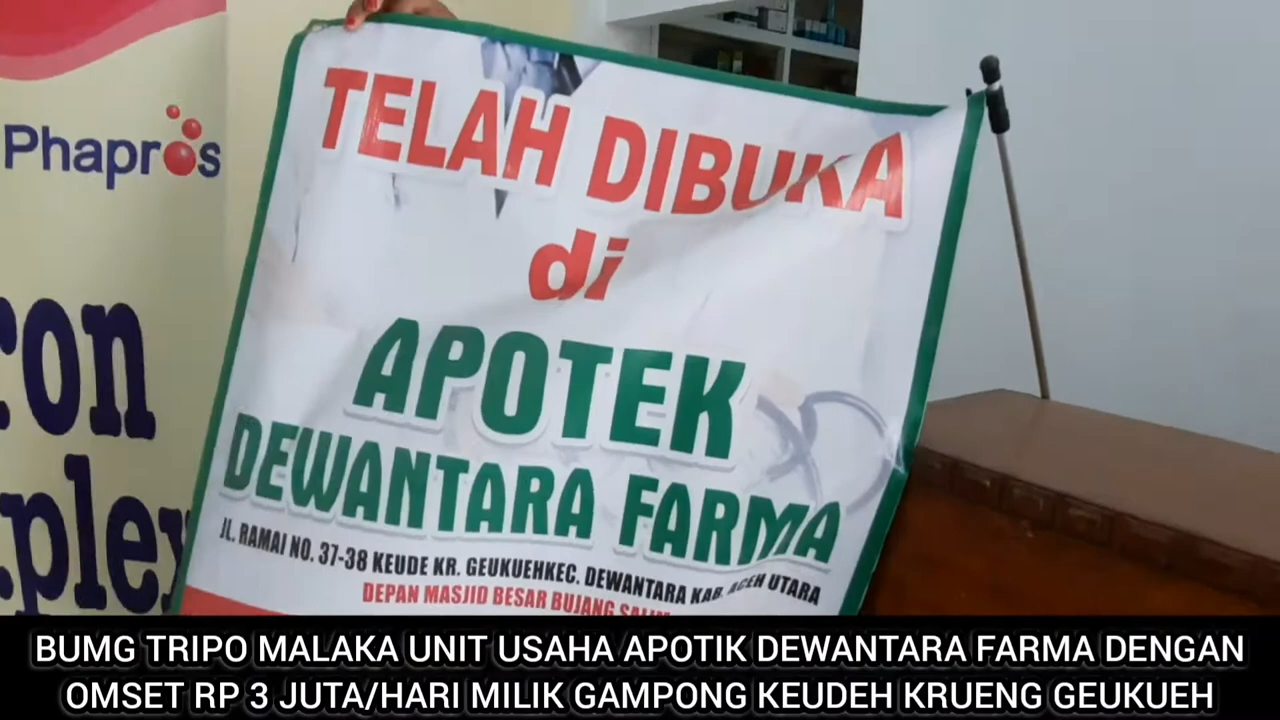 Phapros
TELAH DIBUKA
di
APOTEK
DEWANTARA FARMA
JL. RAMAI NO. 37-38 KEUDE KR. GEUKUEHKEC. DEWANTARA KAB. ACEH UTARA
DEPAN MASJID BESAR BUJANG
BUMG TRIPO MALAKA UNIT USAHA APOTIK DEWANTARA FARMA DENGAN
OMSET RP 3 JUTA/HARI MILIK GAMPONG KEUDEH KRUENG GEUKUEH